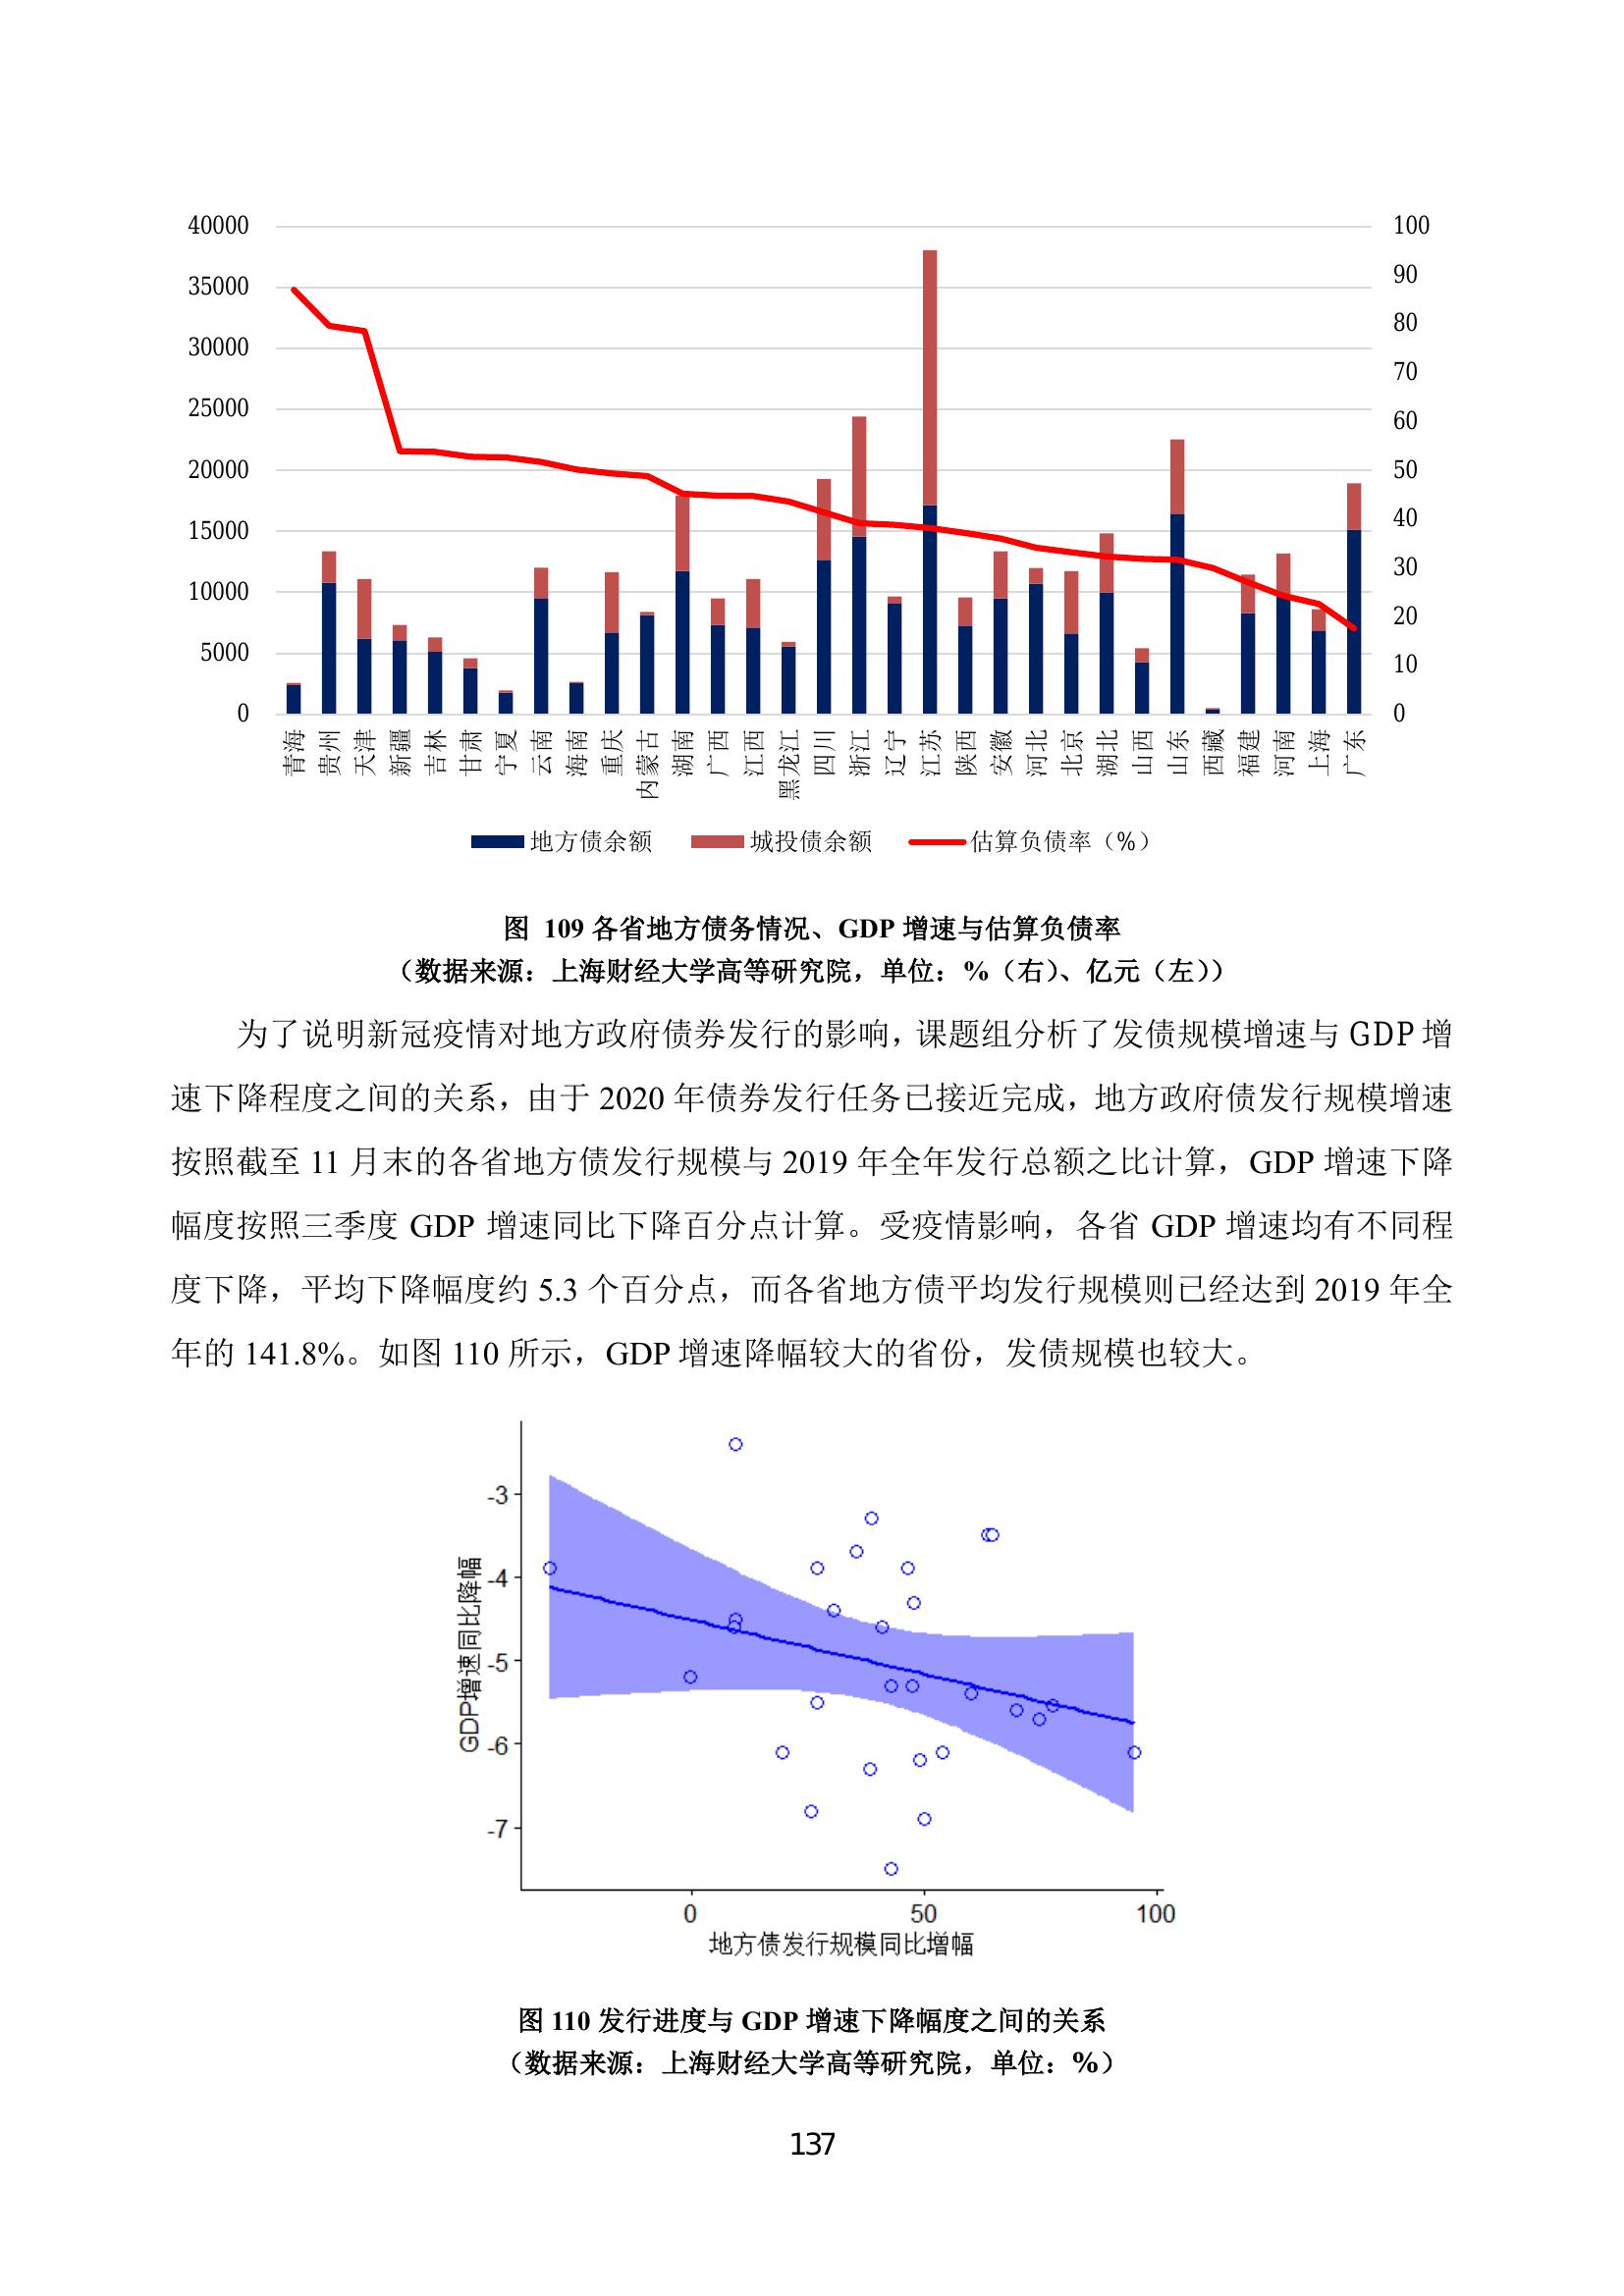 40000
35000
30000
25000
20000
15000
10000
5000
0
100
90
80
70
60
50
40
30
20
10
0
青海
贵州
天津
新疆
吉林
甘肃
宁夏
云南
海南
重庆
内蒙古
湖南
广西
江西
黑龙江
四川
浙江
辽宁
江苏
陕西
安徽
河北
北京
湖北
山西
山东
西藏
福建
河南
上海
广东
地方债余额 城投债余额 估算负债率（%）
图 109 各省地方债务情况、GDP 增速与估算负债率
（数据来源：上海财经大学高等研究院，单位：%（右）、亿元（左））
为了说明新冠疫情对地方政府债券发行的影响，课题组分析了发债规模增速与 GDP 增
速下降程度之间的关系，由于 2020 年债券发行任务已接近完成，地方政府债发行规模增速
按照截至 11 月末的各省地方债发行规模与 2019 年全年发行总额之比计算，GDP 增速下降
幅度按照三季度 GDP 增速同比下降百分点计算。受疫情影响，各省 GDP 增速均有不同程
度下降，平均下降幅度约 5.3 个百分点，而各省地方债平均发行规模则已经达到 2019 年全
年的 141.8%。如图 110 所示，GDP 增速降幅较大的省份，发债规模也较大。
GDP增速同比降幅
-3
-4
-5
-6
-7
0 50 100
地方债发行规模同比增幅
图 110 发行进度与 GDP 增速下降幅度之间的关系
（数据来源：上海财经大学高等研究院，单位：%）
137